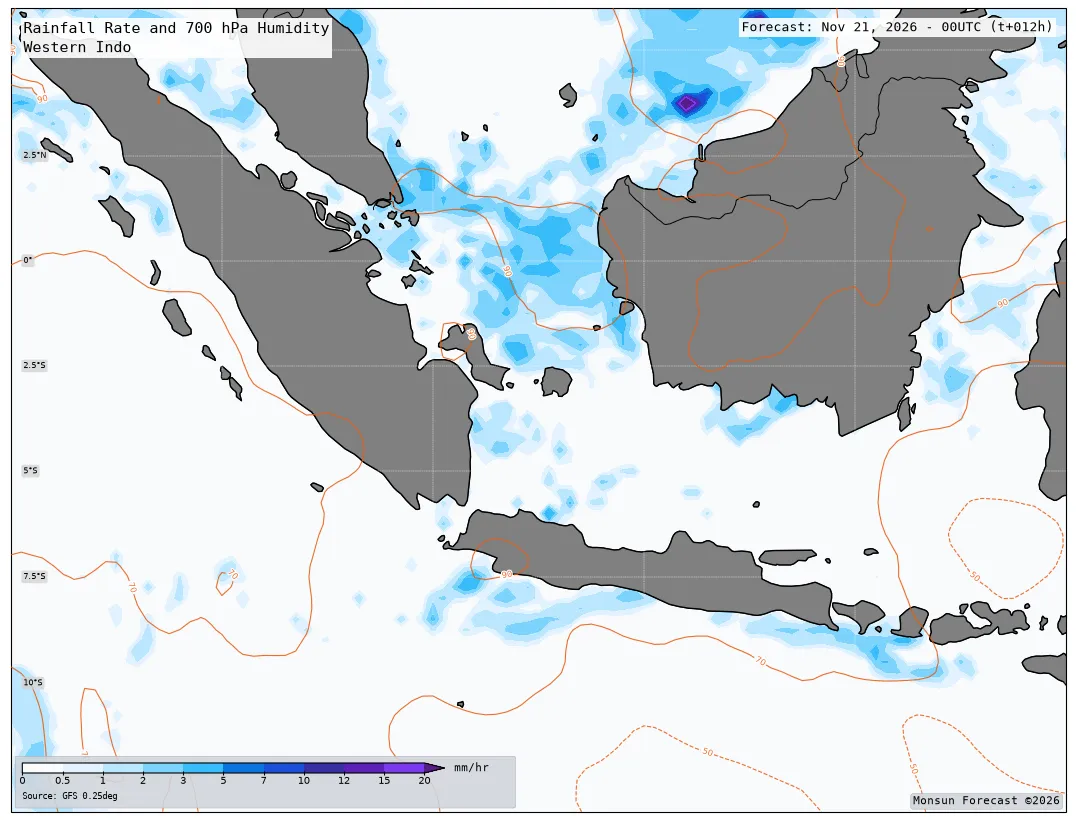 Rainfall Rate and 700 hPa Humidity
Western Indo
Forecast: Nov 21, 2026 - 00UTC (t+012h)
90
90
2.5°N
0°
90
90
90
2.5°S
5°S
50
7.5°S
70
70
90
70
10°S
50
50
mm/hr
0 0.5 1 2 3 5 7 10 12 15 20
Source: GFS 0.25deg
Monsun Forecast ©2026